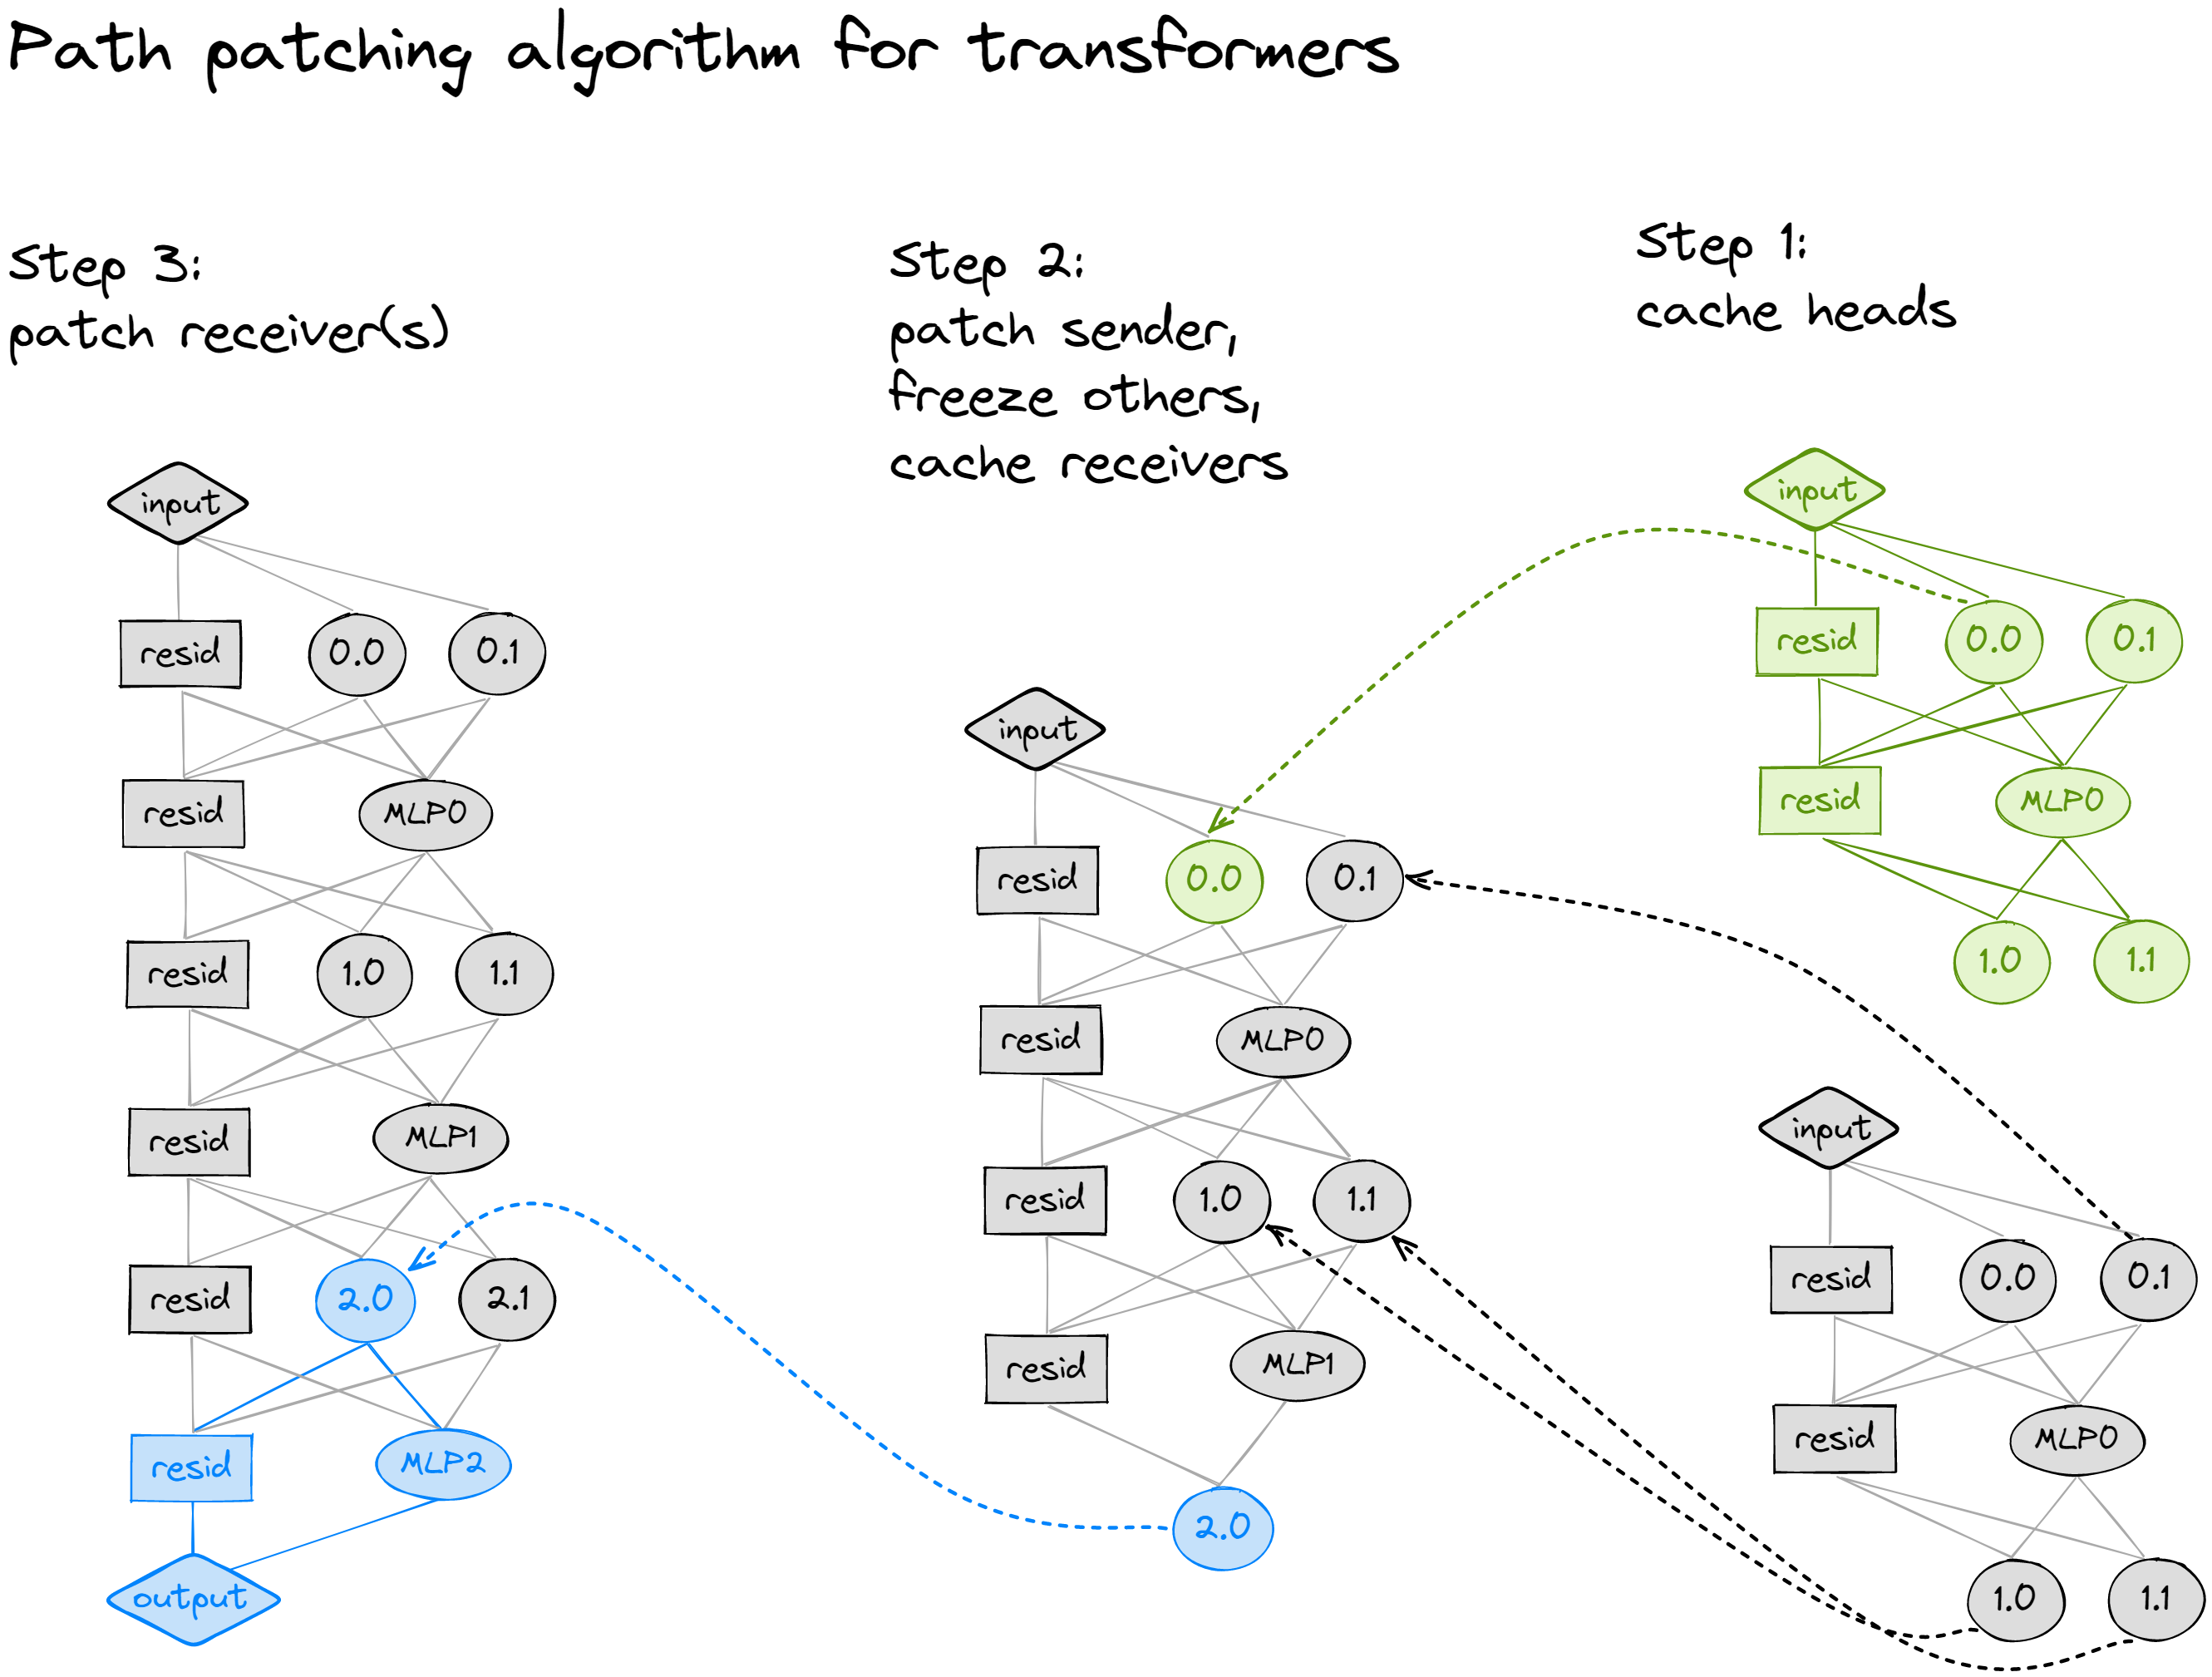 Path patching algorithm for transformers
Step 3:
patch receiver(s)
input
resid 0.0 0.1
resid MLP0
resid 1.0 1.1
resid MLP1
resid 2.0 2.1
resid MLP2
output
Step 2:
patch sender,
freeze others,
cache receivers
input
resid 0.0 0.1
resid MLP0
resid 1.0 1.1
resid MLP1
2.0
Step 1:
cache heads
input
resid 0.0 0.1
resid MLP0
1.0 1.1
input
resid 0.0 0.1
resid MLP0
1.0 1.1